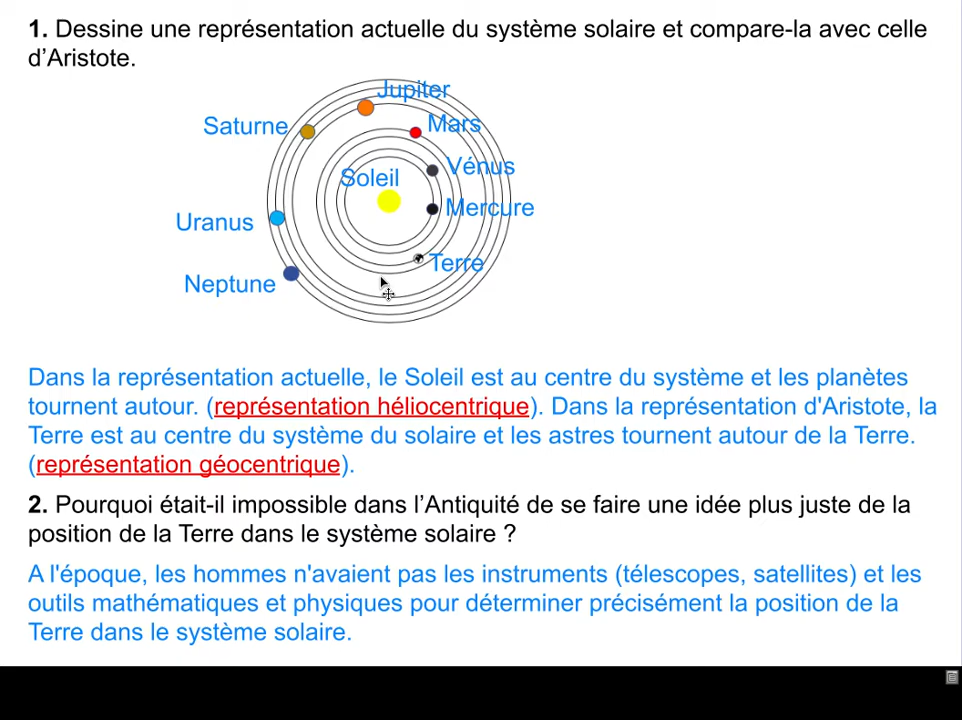 1. Dessine une représentation actuelle du système solaire et compare-la avec celle
d’Aristote.
Jupiter
Saturne
Mars
Vénus
Soleil
Mercure
Uranus
Terre
Neptune
Dans la représentation actuelle, le Soleil est au centre du système et les planètes
tournent autour. (représentation héliocentrique). Dans la représentation d'Aristote, la
Terre est au centre du système du solaire et les astres tournent autour de la Terre.
(représentation géocentrique).
2. Pourquoi était-il impossible dans l’Antiquité de se faire une idée plus juste de la
position de la Terre dans le système solaire ?
A l'époque, les hommes n'avaient pas les instruments (télescopes, satellites) et les
outils mathématiques et physiques pour déterminer précisément la position de la
Terre dans le système solaire.